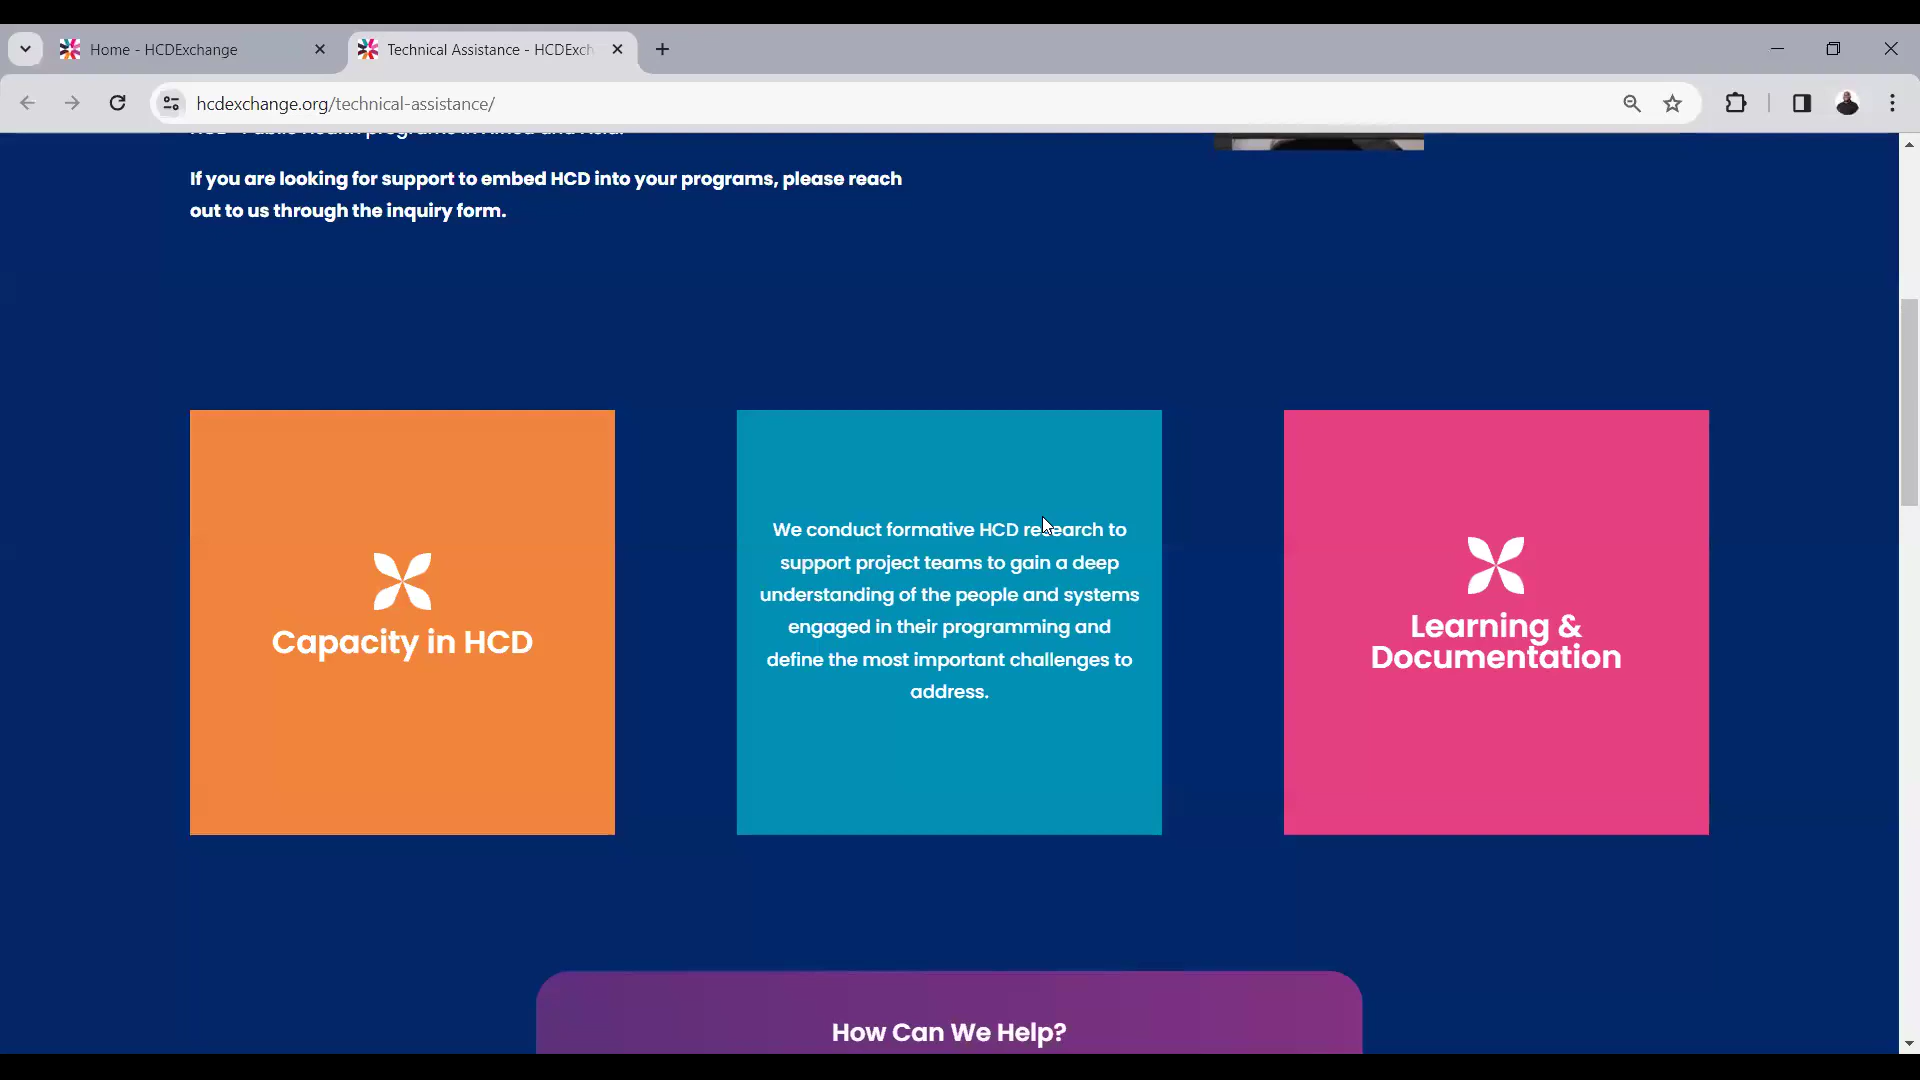 Home - HCDExchange
Technical Assistance - HCDExch
hcdexchange.org/technical-assistance/
If you are looking for support to embed HCD into your programs, please reach
out to us through the inquiry form.
Capacity in HCD
We conduct formative HCD research to
support project teams to gain a deep
understanding of the people and systems
engaged in their programming and
define the most important challenges to
address.
Learning &
Documentation
How Can We Help?